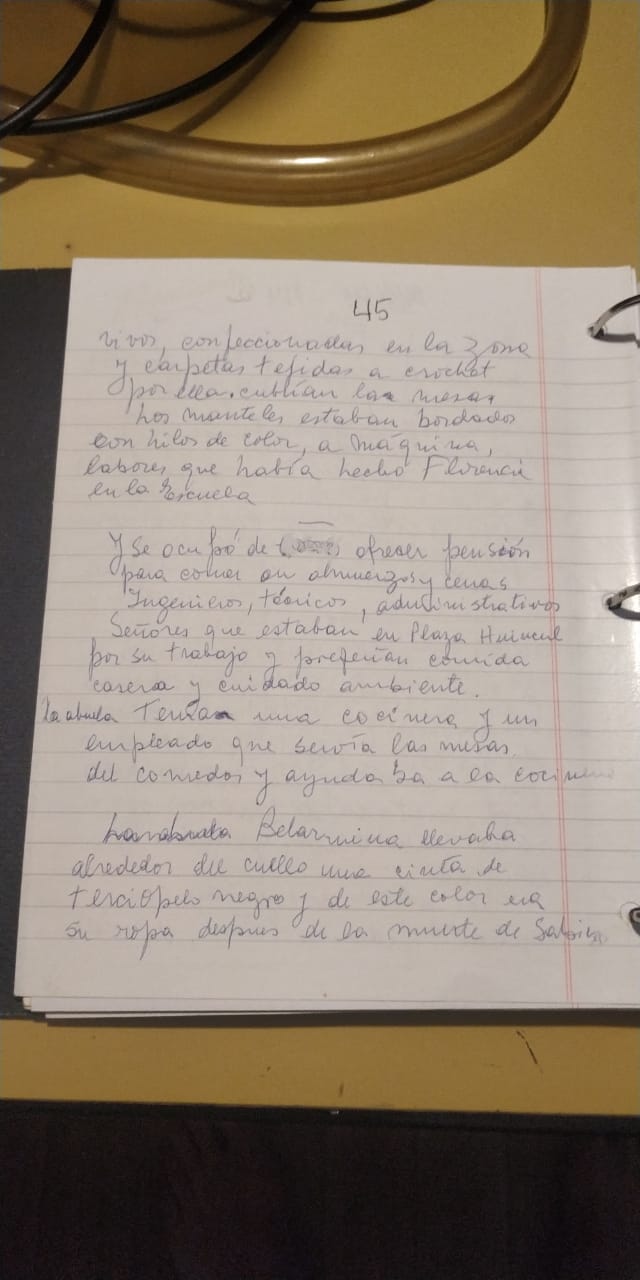 45
vivos, confeccionadas en la zona
y carpetas tejidas a crochet
por ella. cubrían las mesas
Los manteles estaban bordados
con hilos de color, a máquina,
labores que había hecho Florencia
en la Escuela
Y se ocupó de ofrecer pensión
para comer en almuerzos y cenas
Ingenieros, técnicos, administrativos
Señores que estaban en Plaza Huincul
por su trabajo y preferían comida
casera y cuidado ambiente.
La abuela Tenía una cocinera y un
empleado que servía las mesas
del comedor y ayudaba a la cocinera
La abuela Belarmina llevaba
alrededor del cuello una cinta de
terciopelo negro y de este color era
su ropa despues de la muerte de Sabino